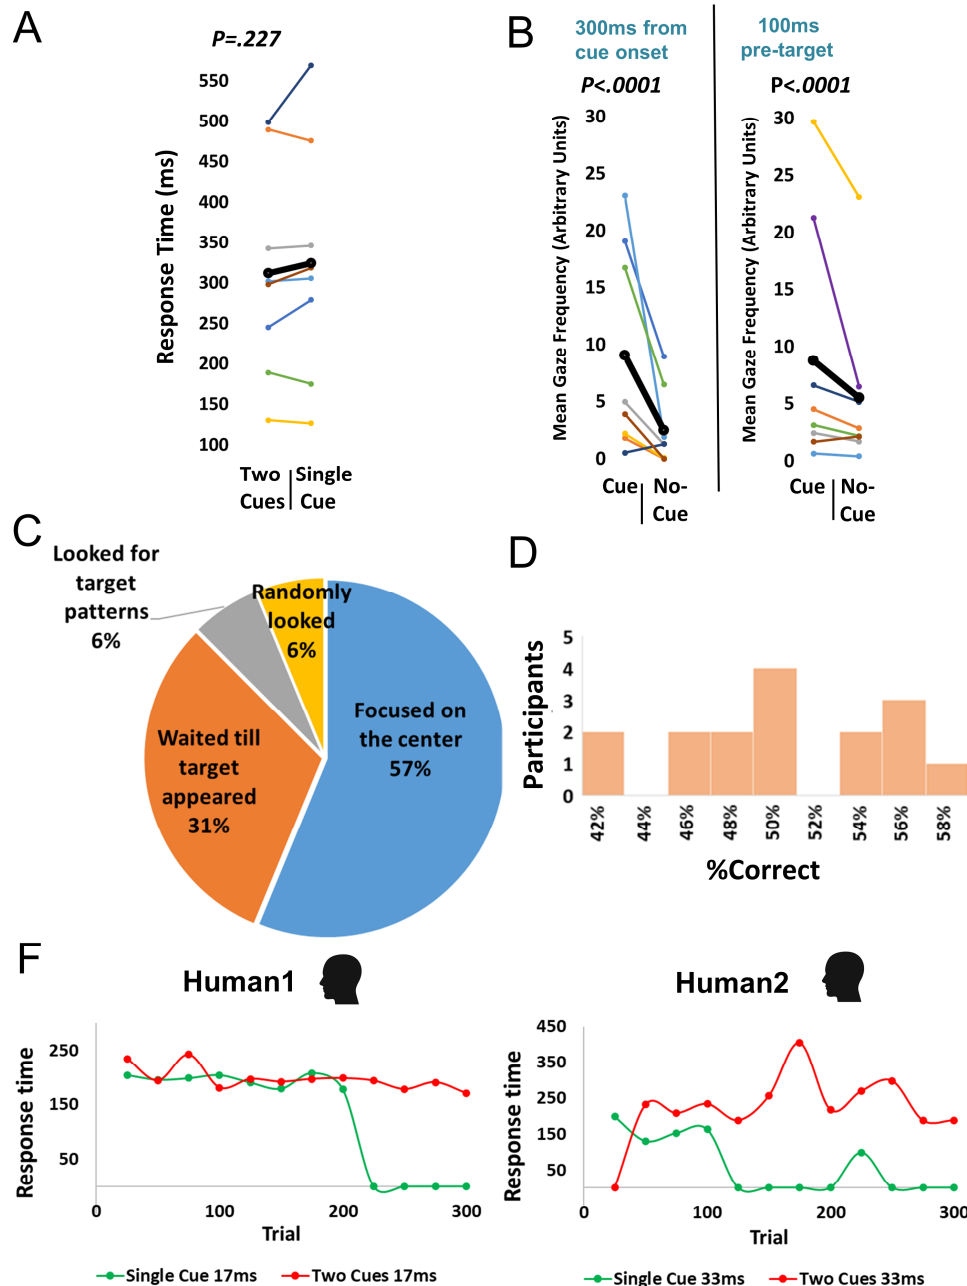 A
P=.227
Response Time (ms)
550
500
450
400
350
300
250
200
150
100
Two Cues
Single Cue
B
300ms from
cue onset
P<.0001
Mean Gaze Frequency (Arbitrary Units)
30
25
20
15
10
5
0
Cue
No-
Cue
100ms
pre-target
P<.0001
Mean Gaze Frequency (Arbitrary Units)
30
25
20
15
10
5
0
Cue
No-
Cue
C
Looked for
target
patterns
6%
Randomly
looked
6%
Focused on
the center
57%
Waited till
target
appeared
31%
D
Participants
5
4
3
2
1
0
42% 44% 46% 48% 50% 52% 54% 56% 58%
%Correct
F
Human1
Response time
250
150
50
0 100 200 300
Trial
Single Cue 17ms Two Cues 17ms
Human2
Response time
450
350
250
150
50
0 100 200 300
Trial
Single Cue 33ms Two Cues 33ms